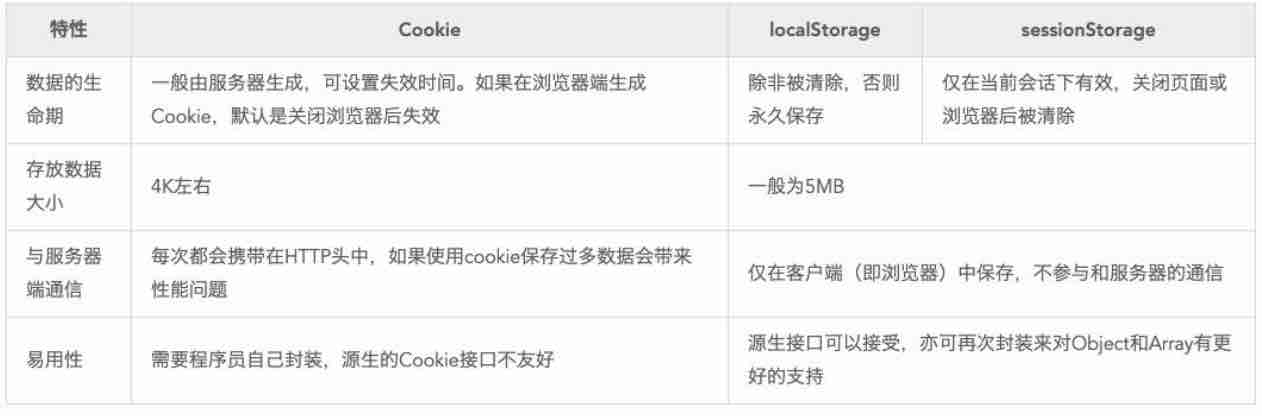 特性
Cookie
localStorage
sessionStorage
数据的生
命期
一般由服务器生成，可设置失效时间。如果在浏览器端生成
Cookie，默认是关闭浏览器后失效
除非被清除，否则
永久保存
仅在当前会话下有效，关闭页面或
浏览器后被清除
存放数据
大小
4K左右
一般为5MB
与服务器
端通信
每次都会携带在HTTP头中，如果使用cookie保存过多数据会带来
性能问题
仅在客户端（即浏览器）中保存，不参与和服务器的通信
易用性
需要程序员自己封装，源生的Cookie接口不友好
源生接口可以接受，亦可再次封装来对Object和Array有更
好的支持